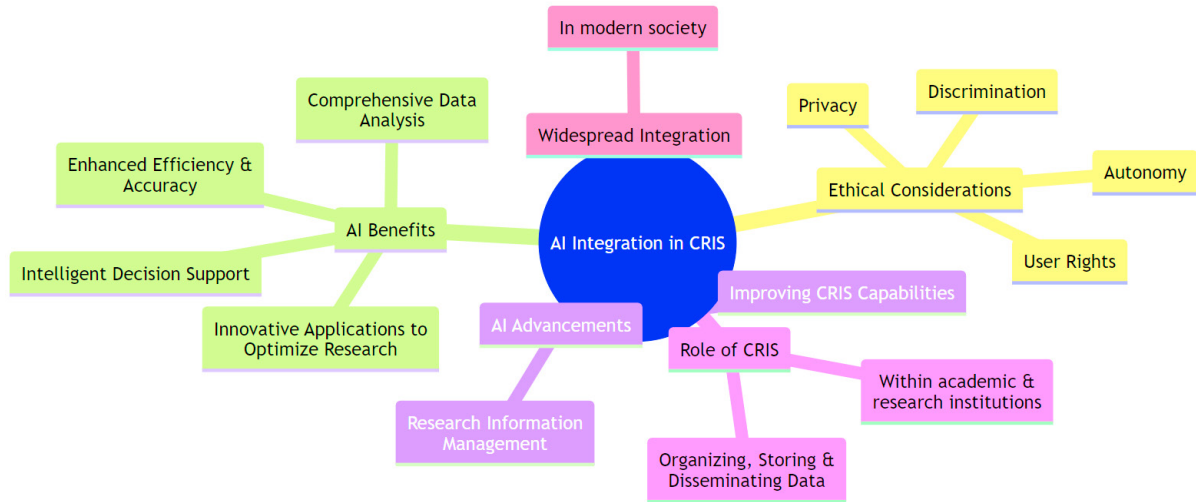 In modern society
Widespread Integration
Comprehensive Data
Analysis
Enhanced Efficiency &
Accuracy
AI Benefits
Intelligent Decision Support
Innovative Applications to
Optimize Research
AI Integration in CRIS
Privacy
Discrimination
Ethical Considerations
Autonomy
User Rights
Improving CRIS Capabilities
AI Advancements
Research Information
Management
Role of CRIS
Within academic &
research institutions
Organizing, Storing &
Disseminating Data